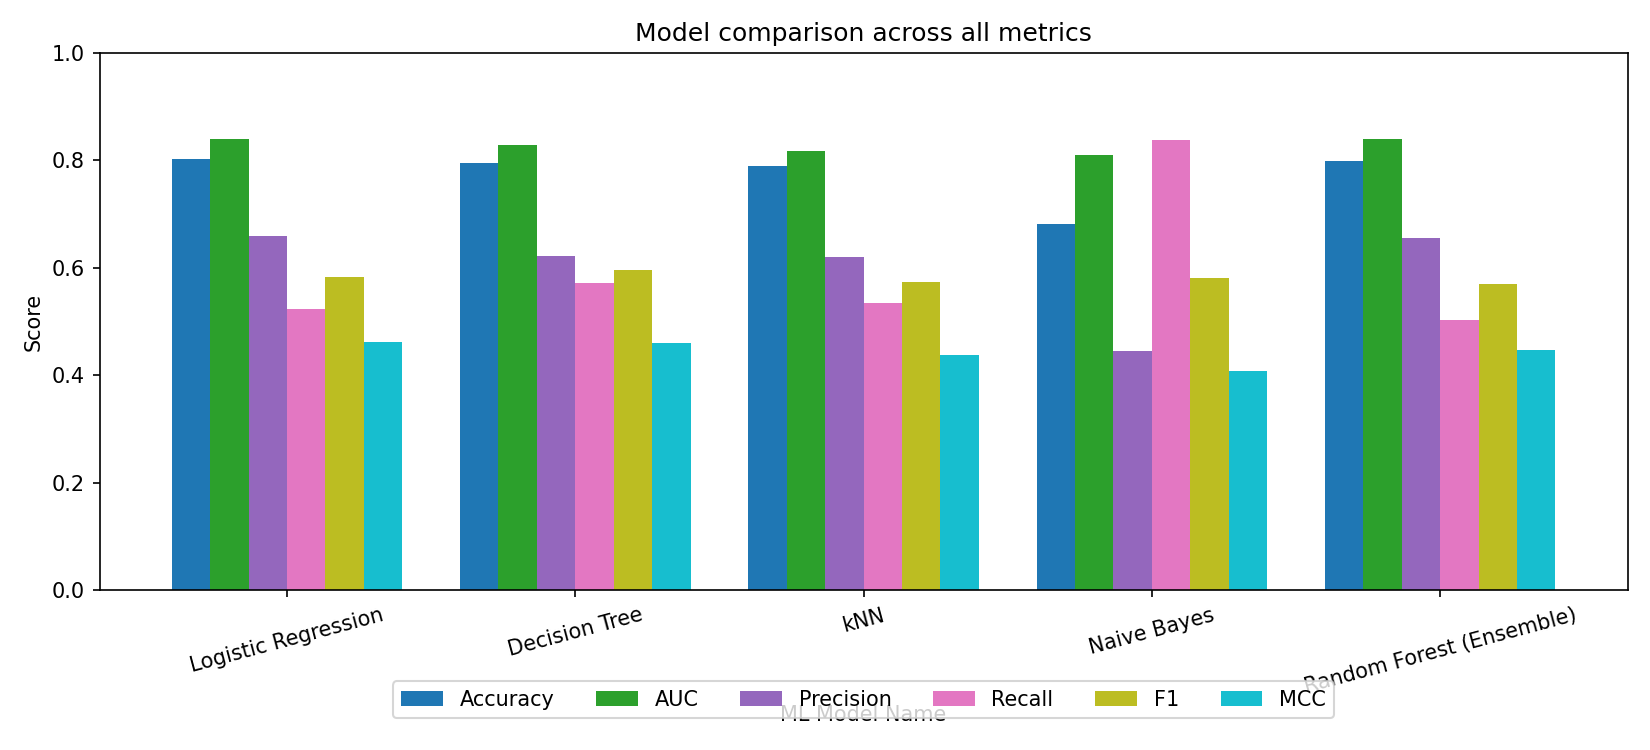 Model comparison across all metrics
1.0
0.8
0.6
0.4
0.2
0.0
Score
Logistic Regression
Decision Tree
kNN
Naive Bayes
Random Forest (Ensemble)
Accuracy AUC Precision Recall F1 MCC
ML Model Name